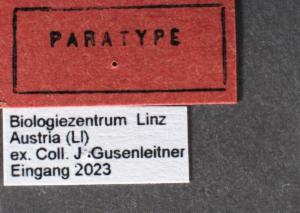 PARATYPE
Biologiezentrum Linz
Austria (LI)
ex. Coll. J .Gusenleitner
Eingang 2023